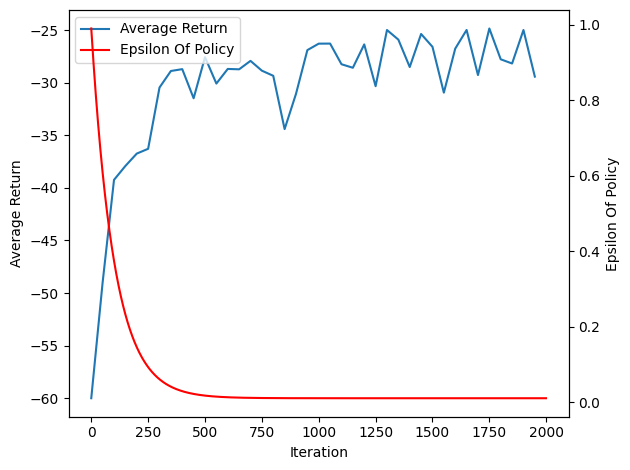 Average Return
Epsilon Of Policy
−25
−30
−35
−40
−45
−50
−55
−60
Average Return
1.0
0.8
0.6
0.4
0.2
0.0
Epsilon Of Policy
0 250 500 750 1000 1250 1500 1750 2000
Iteration